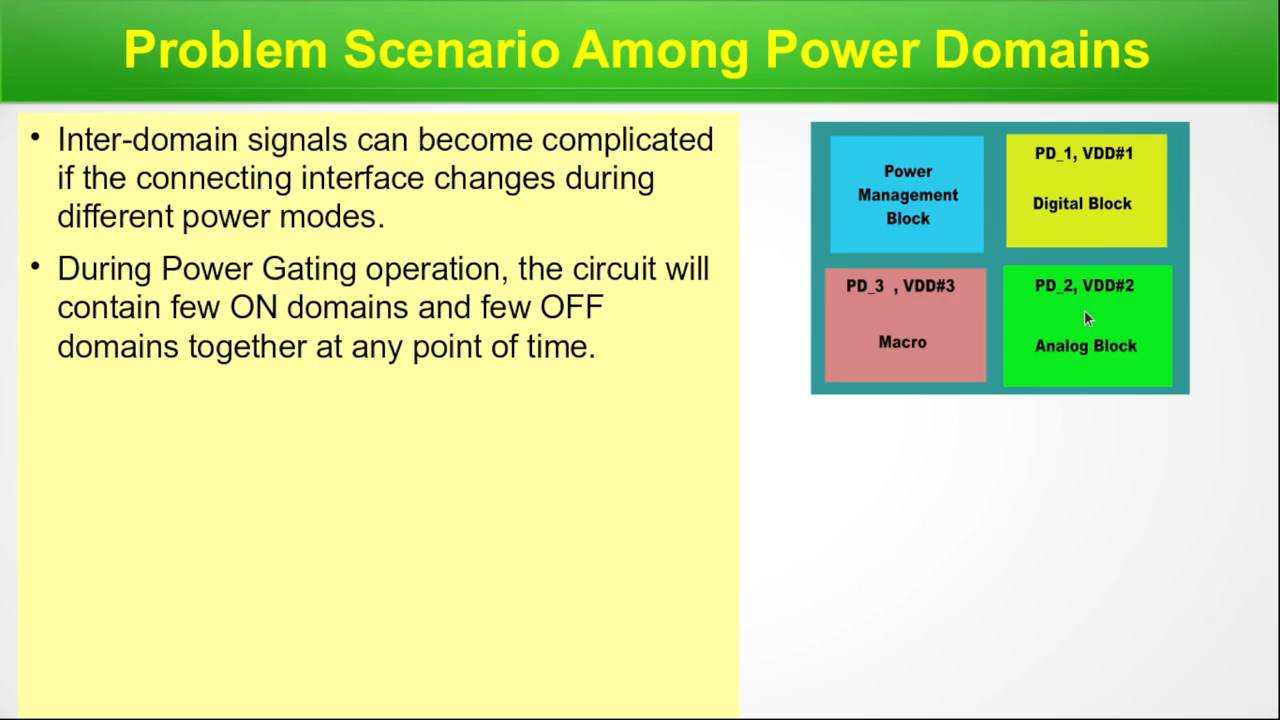 Problem Scenario Among Power Domains
• Inter-domain signals can become complicated
if the connecting interface changes during
different power modes.
• During Power Gating operation, the circuit will
contain few ON domains and few OFF
domains together at any point of time.
Power
Management
Block
PD_1, VDD#1
Digital Block
PD_3 , VDD#3
Macro
PD_2, VDD#2
Analog Block